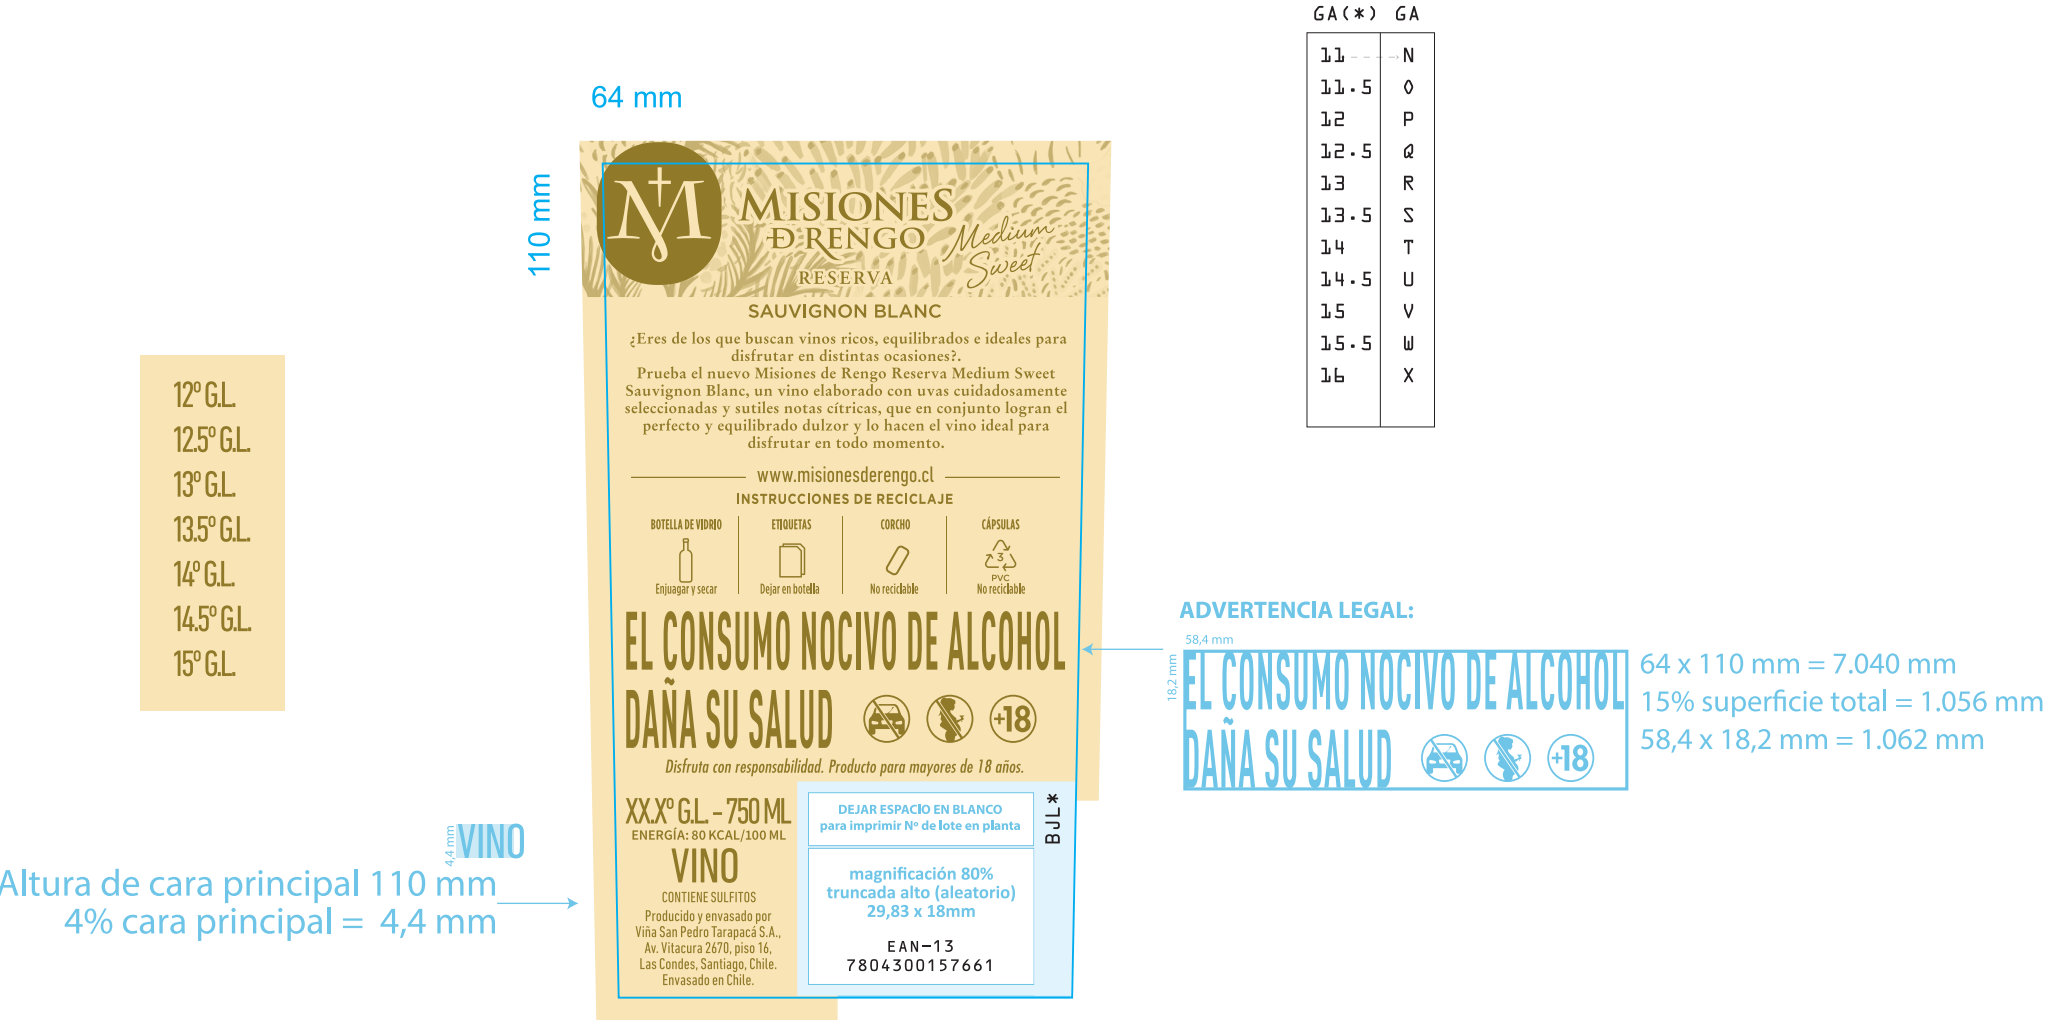 GA(*) GA
11 N
11.5 O
12 P
12.5 Q
13 R
13.5 S
14 T
14.5 U
15 V
15.5 W
16 X
64 mm
110 mm
M
MISIONES
D RENGO
RESERVA
Medium
Sweet
SAUVIGNON BLANC
¿Eres de los que buscan vinos ricos, equilibrados e ideales para
disfrutar en distintas ocasiones?.
Prueba el nuevo Misiones de Rengo Reserva Medium Sweet
Sauvignon Blanc, un vino elaborado con uvas cuidadosamente
seleccionadas y sutiles notas cítricas, que en conjunto logran el
perfecto y equilibrado dulzor y lo hacen el vino ideal para
disfrutar en todo momento.
www.misionesderengo.cl
INSTRUCCIONES DE RECICLAJE
BOTELLA DE VIDRIO
Enjuagar y secar
ETIQUETAS
Dejar en botella
CORCHO
No reciclable
CÁPSULAS
3
PVC
No reciclable
EL CONSUMO NOCIVO DE ALCOHOL
DAÑA SU SALUD +18
Disfruta con responsabilidad. Producto para mayores de 18 años.
XX.Xº G.L. - 750 ML
ENERGÍA: 80 KCAL/100 ML
VINO
CONTIENE SULFITOS
Producido y envasado por
Viña San Pedro Tarapacá S.A.,
Av. Vitacura 2670, piso 16,
Las Condes, Santiago, Chile.
Envasado en Chile.
DEJAR ESPACIO EN BLANCO
para imprimir Nº de lote en planta
BJL*
magnificación 80%
truncada alto (aleatorio)
29,83 x 18mm
EAN-13
7804300157661
12º G.L.
12.5º G.L.
13º G.L.
13.5º G.L.
14º G.L.
14.5º G.L.
15º G.L.
4,4 mm
VINO
Altura de cara principal 110 mm
4% cara principal = 4,4 mm
ADVERTENCIA LEGAL:
58,4 mm
18,2 mm
EL CONSUMO NOCIVO DE ALCOHOL
DAÑA SU SALUD +18
64 x 110 mm = 7.040 mm
15% superficie total = 1.056 mm
58,4 x 18,2 mm = 1.062 mm